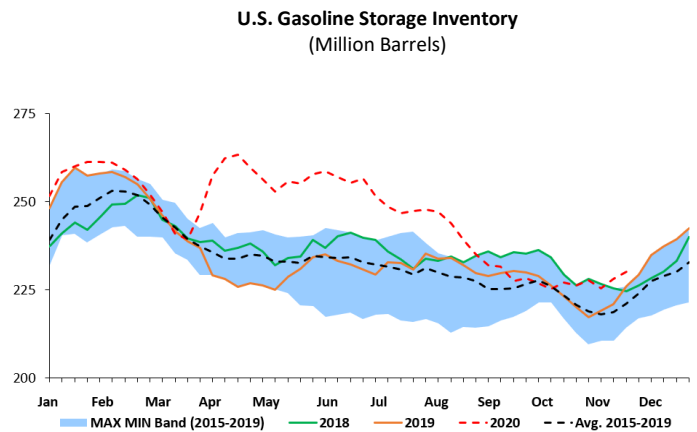 U.S. Gasoline Storage Inventory
(Million Barrels)
275
250
225
200
Jan Feb Mar Apr May Jun Jul Aug Sep Oct Nov Dec
MAX MIN Band (2015-2019) 2018 2019 2020 Avg. 2015-2019